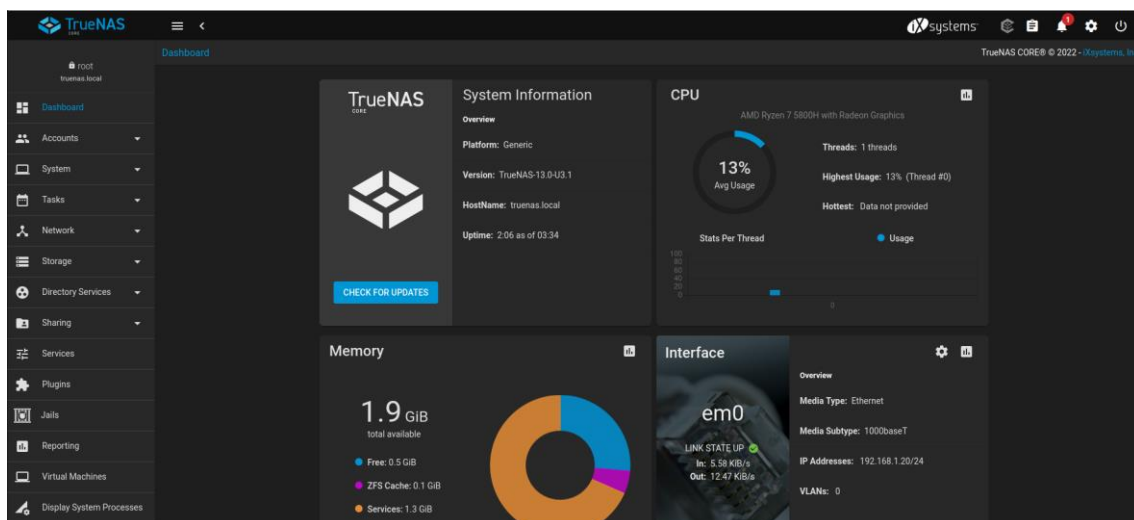 TrueNAS
CORE
iXsystems
1
root
truenas.local
Dashboard
TrueNAS CORE® © 2022 - iXsystems, In
Dashboard
Accounts
System
Tasks
Network
Storage
Directory Services
Sharing
Services
Plugins
Jails
Reporting
Virtual Machines
Display System Processes
TrueNAS
CORE
CHECK FOR UPDATES
System Information
Overview
Platform: Generic
Version: TrueNAS-13.0-U3.1
HostName: truenas.local
Uptime: 2:06 as of 03:34
CPU
AMD Ryzen 7 5800H with Radeon Graphics
13%
Avg Usage
Threads: 1 threads
Highest Usage: 13% (Thread #0)
Hottest: Data not provided
Stats Per Thread
Usage
100
80
60
40
20
0
0
Memory
1.9 GiB
total available
Free: 0.5 GiB
ZFS Cache: 0.1 GiB
Services: 1.3 GiB
Interface
em0
LINK STATE UP
In: 5.58 KiB/s
Out: 12.47 KiB/s
Overview
Media Type: Ethernet
Media Subtype: 1000baseT
IP Addresses: 192.168.1.20/24
VLANs: 0